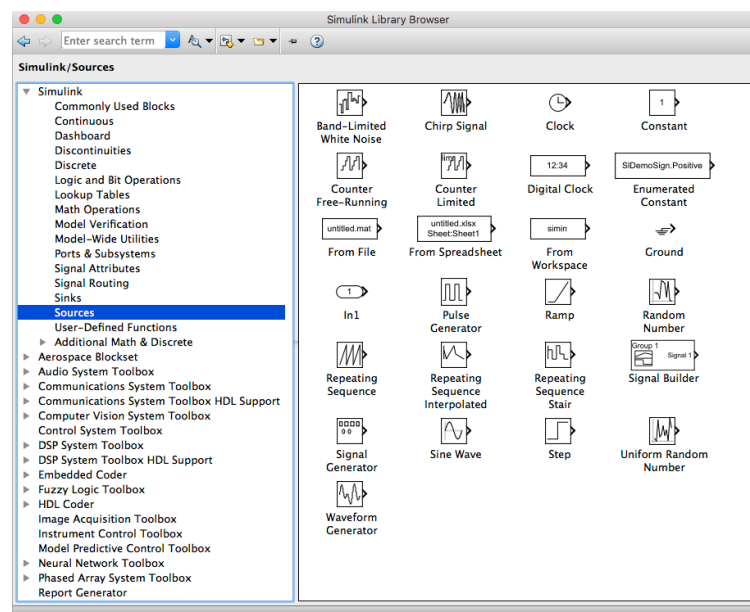 Simulink Library Browser
Enter search term
Simulink/Sources
Simulink
Commonly Used Blocks
Continuous
Dashboard
Discontinuities
Discrete
Logic and Bit Operations
Lookup Tables
Math Operations
Model Verification
Model-Wide Utilities
Ports & Subsystems
Signal Attributes
Signal Routing
Sinks
Sources
User-Defined Functions
Additional Math & Discrete
Aerospace Blockset
Audio System Toolbox
Communications System Toolbox
Communications System Toolbox HDL Support
Computer Vision System Toolbox
Control System Toolbox
DSP System Toolbox
DSP System Toolbox HDL Support
Embedded Coder
Fuzzy Logic Toolbox
HDL Coder
Image Acquisition Toolbox
Instrument Control Toolbox
Model Predictive Control Toolbox
Neural Network Toolbox
Phased Array System Toolbox
Report Generator
Band-Limited
White Noise
Chirp Signal
Clock
1
Constant
Counter
Free-Running
lim
Counter
Limited
12:34
Digital Clock
SlDemoSign.Positive
Enumerated
Constant
untitled.mat
From File
untitled.xlsx
Sheet:Sheet1
From Spreadsheet
simin
From
Workspace
Ground
1
In1
Pulse
Generator
Ramp
Random
Number
Repeating
Sequence
Repeating
Sequence
Interpolated
Repeating
Sequence
Stair
Group 1
Signal 1
Signal Builder
Signal
Generator
Sine Wave
Step
Uniform Random
Number
Waveform
Generator